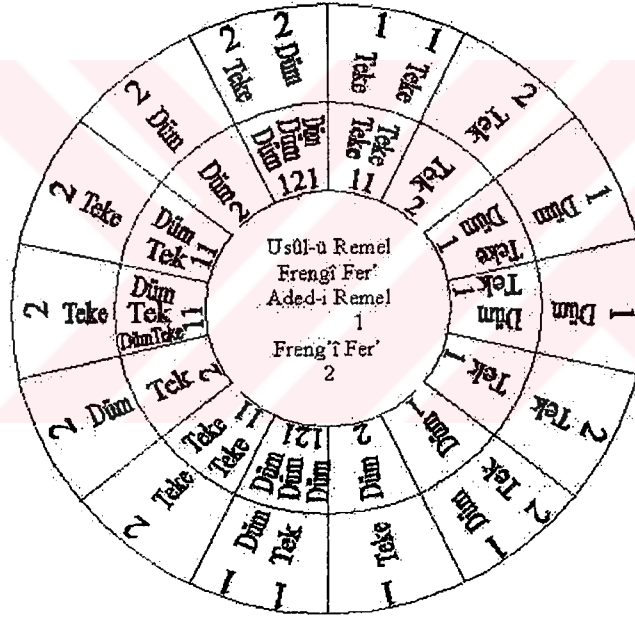 Usûl-ü Remel
Frengî Fer'
Aded-i Remel
1
Freng'î Fer'
2
1 Teke
1 Teke
2 Tek
1 Düm
1 Düm
2 Tek
2 Tek
1 Düm
1 Teke
1 Tek
1 Düm
2 Teke
2 Düm
2 Teke
2 Teke
2 Düm
2 Teke
2 Düm
Teke
Teke
11
Tek
2
Düm
Teke
1
Tek
Düm
1
Tek
1
Düm
1
Düm
2
Düm
Düm
Düm
121
Teke
Teke
11
Tek
2
Düm
Tek
DümTeke
11
Düm
Tek
11
Düm
2
Düm
Düm
Düm
121